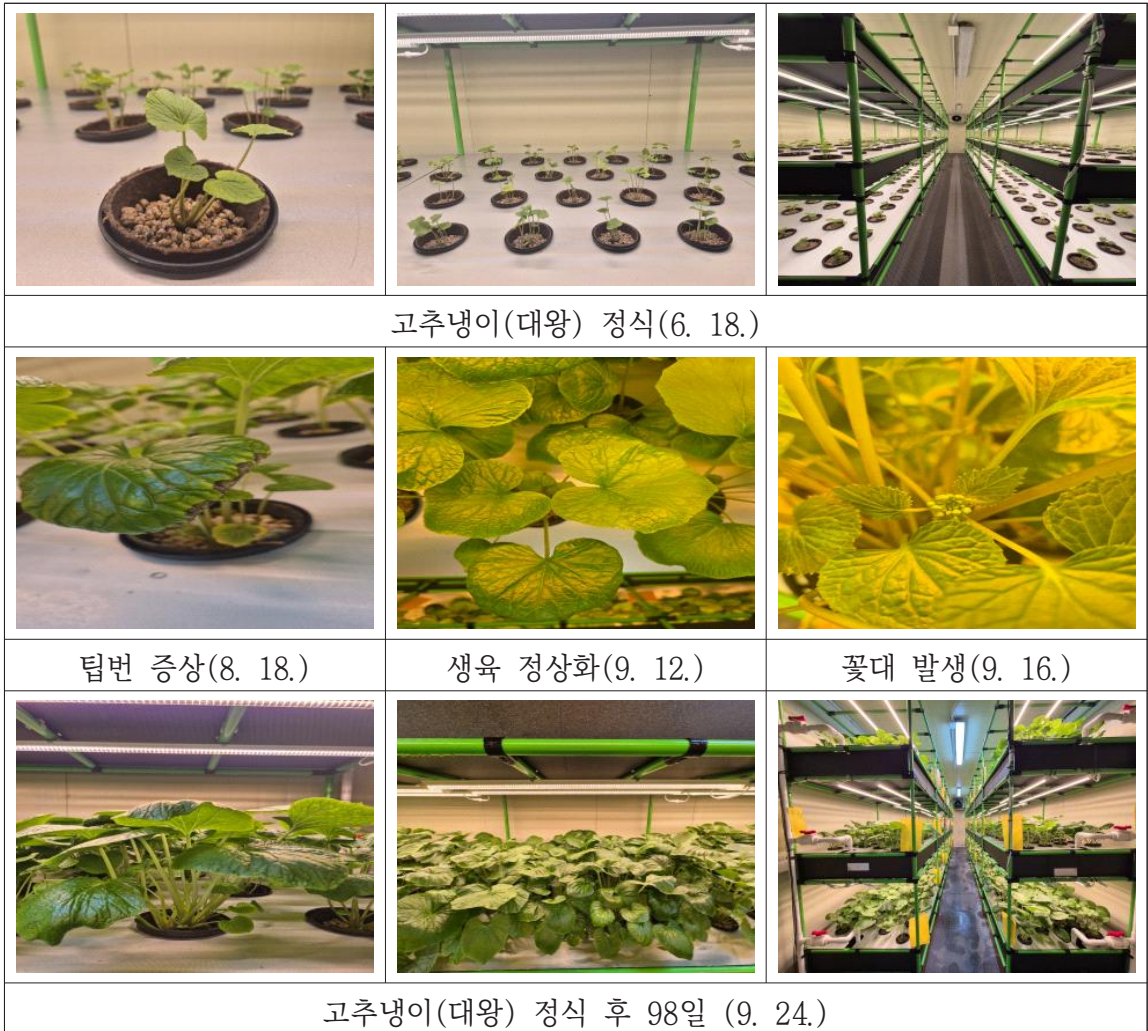 고추냉이(대왕) 정식(6. 18.)
팁번 증상(8. 18.)
생육 정상화(9. 12.)
꽃대 발생(9. 16.)
고추냉이(대왕) 정식 후 98일 (9. 24.)